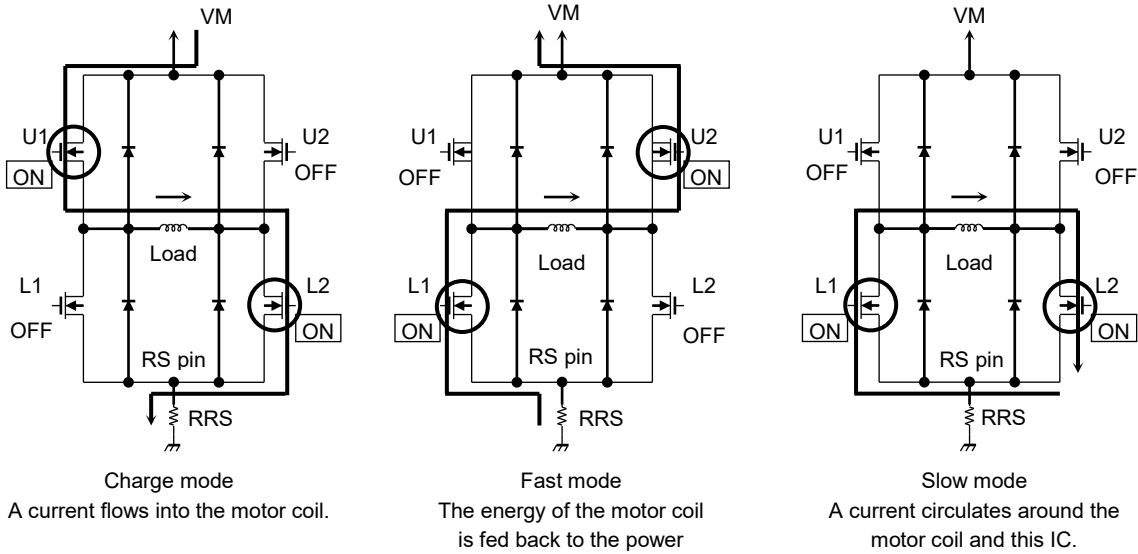 VM
U1
U2
ON
OFF
Load
L1
L2
OFF
ON
RS pin
RRS
Charge mode
A current flows into the motor coil.
VM
U1
U2
OFF
ON
Load
L1
L2
ON
OFF
RS pin
RRS
Fast mode
The energy of the motor coil
is fed back to the power
VM
U1
U2
OFF
OFF
Load
L1
L2
ON
ON
RS pin
RRS
Slow mode
A current circulates around the
motor coil and this IC.